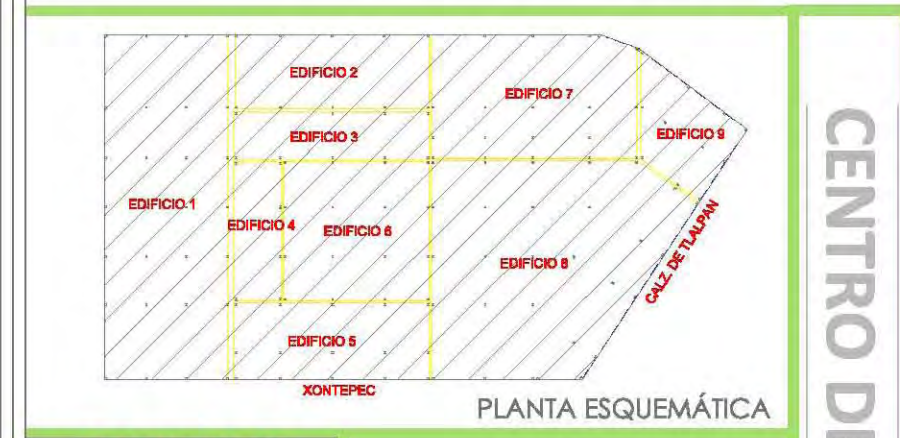 EDIFICIO 2
EDIFICIO 7
EDIFICIO 3
EDIFICIO 9
EDIFICIO 1
EDIFICIO 4
EDIFICIO 6
EDIFICIO 8
CALZ. DE TLALPAN
EDIFICIO 5
XONTEPEC
PLANTA ESQUEMÁTICA
CENTRO